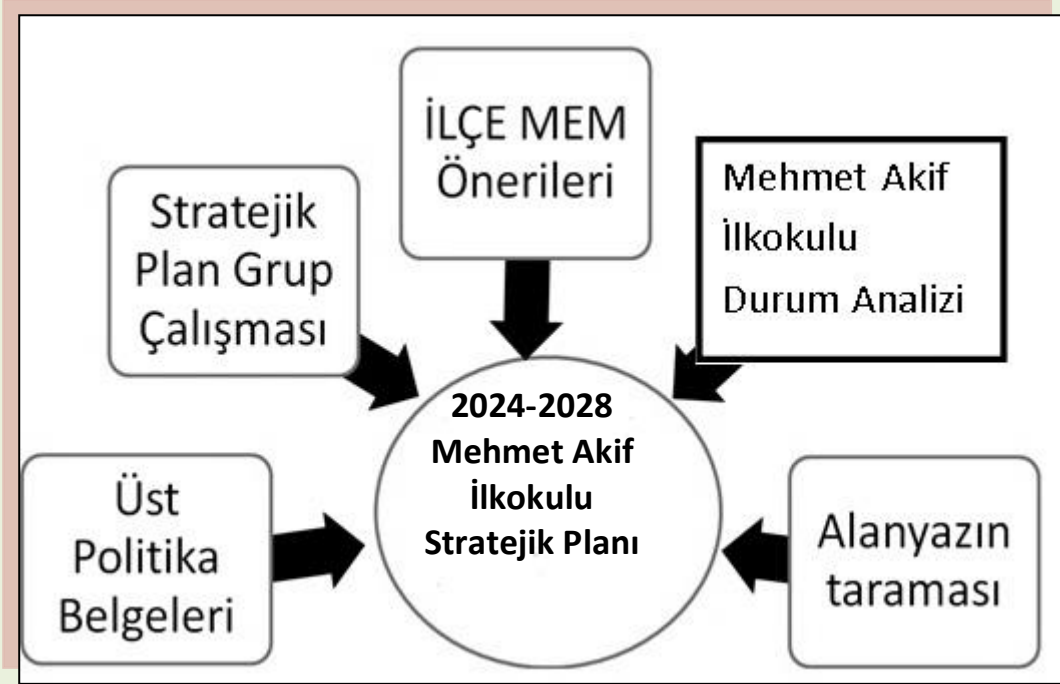 İLÇE MEM
Önerileri
Stratejik
Plan Grup
Çalışması
Mehmet Akif
İlkokulu
Durum Analizi
2024-2028
Mehmet Akif
İlkokulu
Stratejik Planı
Üst
Politika
Belgeleri
Alanyazın
taraması